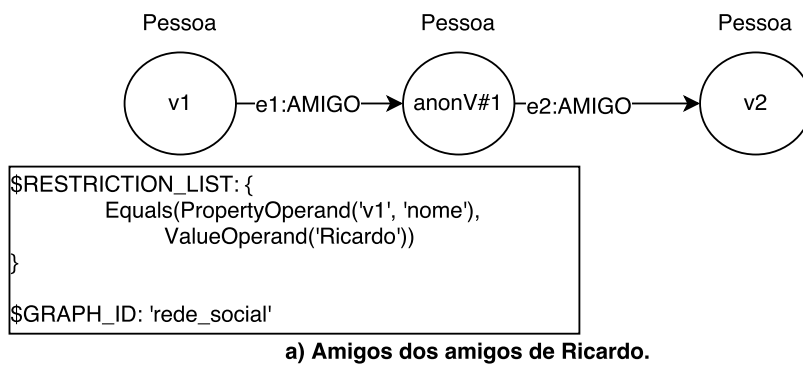 Pessoa Pessoa Pessoa
v1 e1:AMIGO anonV#1 e2:AMIGO v2
$RESTRICTION_LIST: {
Equals(PropertyOperand('v1', 'nome'),
ValueOperand('Ricardo'))
}
$GRAPH_ID: 'rede_social'
a) Amigos dos amigos de Ricardo.